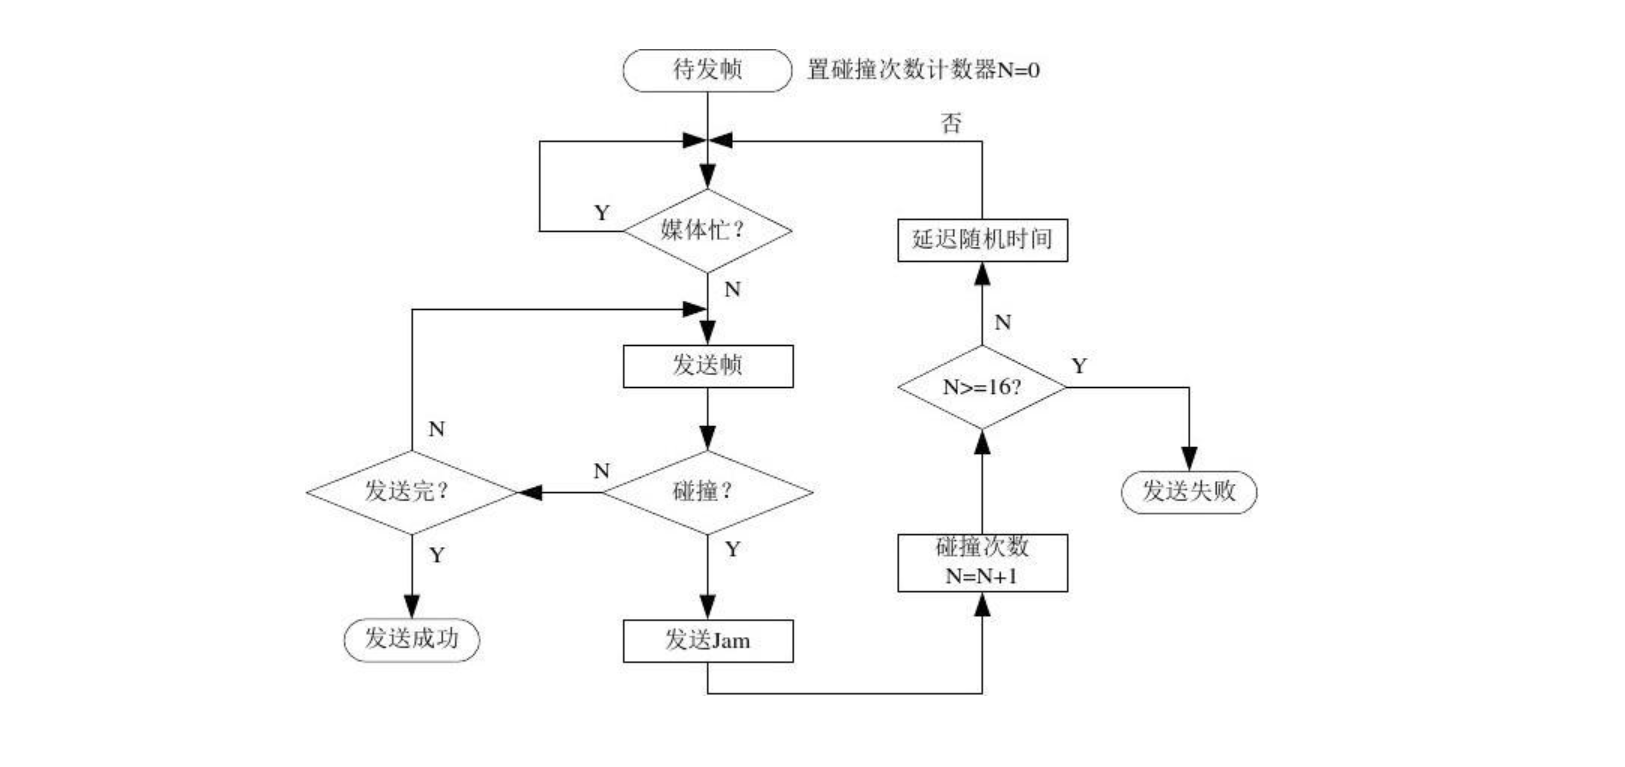 待发帧
置碰撞次数计数器N=0
否
Y
媒体忙?
延迟随机时间
N
N
发送帧
Y
N>=16?
N
N
发送完?
碰撞?
发送失败
Y
Y
碰撞次数
N=N+1
发送成功
发送Jam